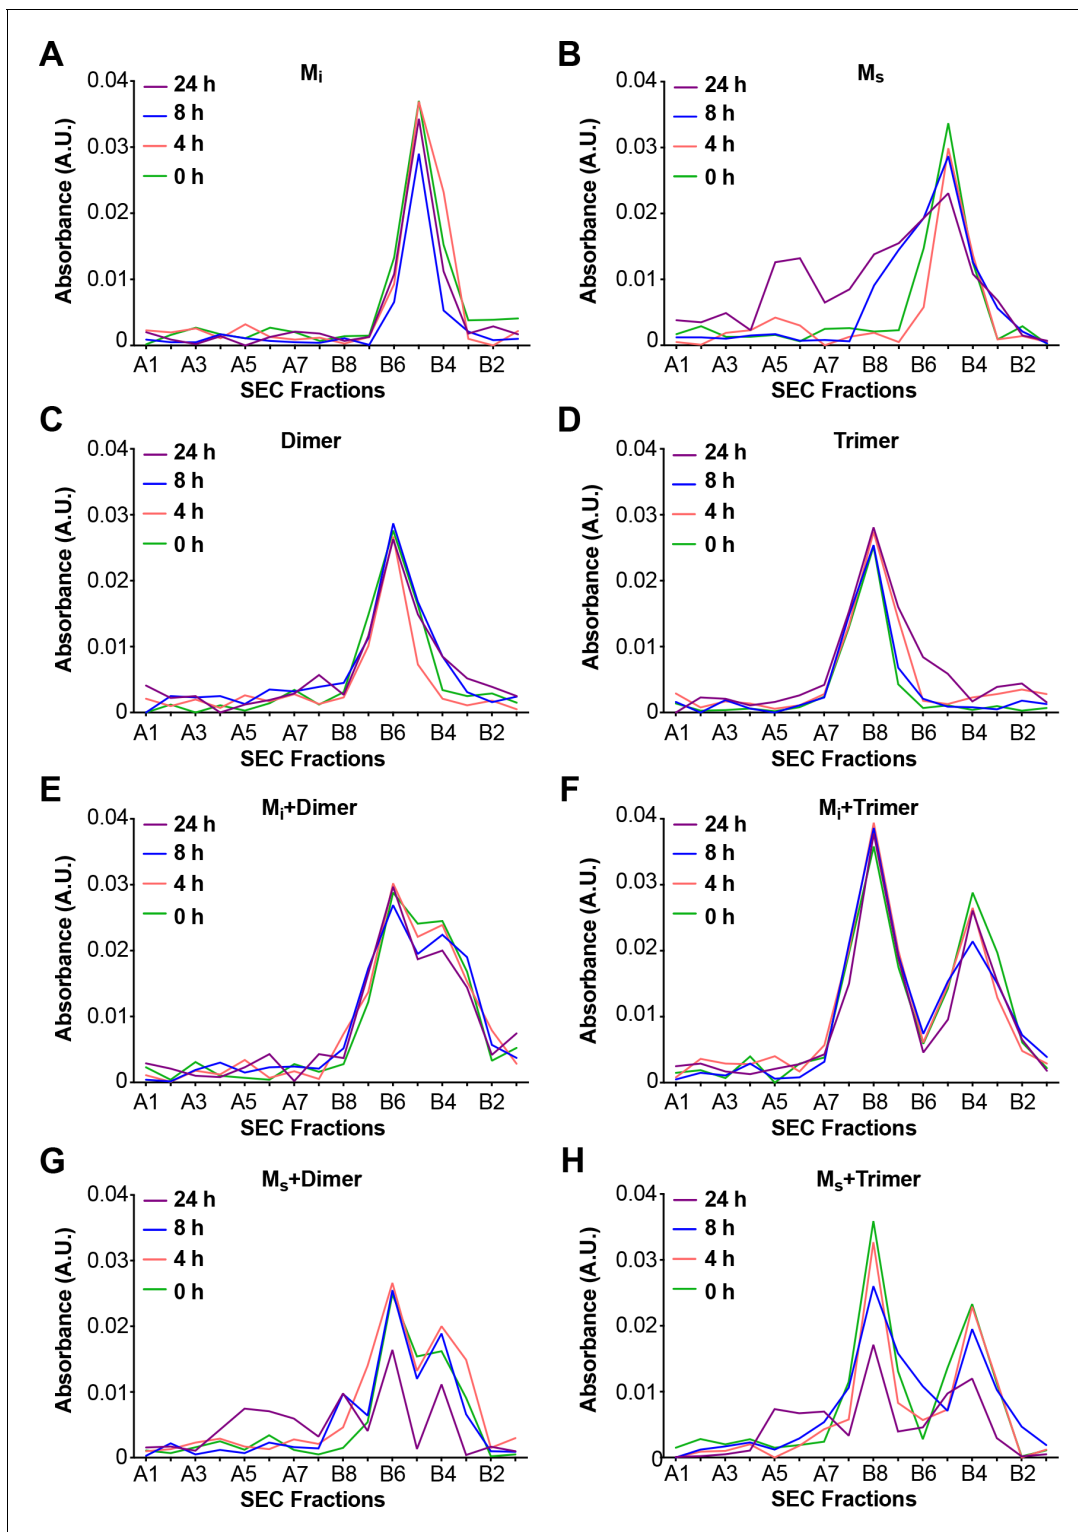 A
Mi
Absorbance (A.U.)
0.04
0.03
0.02
0.01
0
24 h
8 h
4 h
0 h
A1 A3 A5 A7 B8 B6 B4 B2
SEC Fractions
B
Ms
Absorbance (A.U.)
0.04
0.03
0.02
0.01
0
24 h
8 h
4 h
0 h
A1 A3 A5 A7 B8 B6 B4 B2
SEC Fractions
C
Dimer
Absorbance (A.U.)
0.04
0.03
0.02
0.01
0
24 h
8 h
4 h
0 h
A1 A3 A5 A7 B8 B6 B4 B2
SEC Fractions
D
Trimer
Absorbance (A.U.)
0.04
0.03
0.02
0.01
0
24 h
8 h
4 h
0 h
A1 A3 A5 A7 B8 B6 B4 B2
SEC Fractions
E
Mi+Dimer
Absorbance (A.U.)
0.04
0.03
0.02
0.01
0
24 h
8 h
4 h
0 h
A1 A3 A5 A7 B8 B6 B4 B2
SEC Fractions
F
Mi+Trimer
Absorbance (A.U.)
0.04
0.03
0.02
0.01
0
24 h
8 h
4 h
0 h
A1 A3 A5 A7 B8 B6 B4 B2
SEC Fractions
G
Ms+Dimer
Absorbance (A.U.)
0.04
0.03
0.02
0.01
0
24 h
8 h
4 h
0 h
A1 A3 A5 A7 B8 B6 B4 B2
SEC Fractions
H
Ms+Trimer
Absorbance (A.U.)
0.04
0.03
0.02
0.01
0
24 h
8 h
4 h
0 h
A1 A3 A5 A7 B8 B6 B4 B2
SEC Fractions